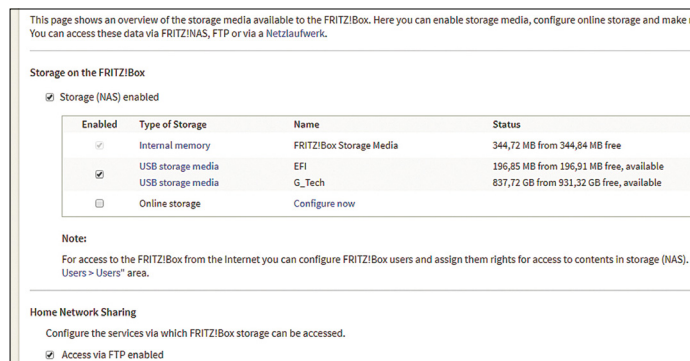 This page shows an overview of the storage media available to the FRITZ!Box. Here you can enable storage media, configure online storage and make
You can access these data via FRITZ!NAS, FTP or via a Netzlaufwerk.
Storage on the FRITZ!Box
Storage (NAS) enabled
Enabled Type of Storage Name Status
Internal memory FRITZ!Box Storage Media 344,72 MB from 344,84 MB free
USB storage media EFI 196,85 MB from 196,91 MB free, available
USB storage media G_Tech 837,72 GB from 931,32 GB free, available
Online storage Configure now
Note:
For access to the FRITZ!Box from the Internet you can configure FRITZ!Box users and assign them rights for access to contents in storage (NAS).
Users > Users" area.
Home Network Sharing
Configure the services via which FRITZ!Box storage can be accessed.
Access via FTP enabled